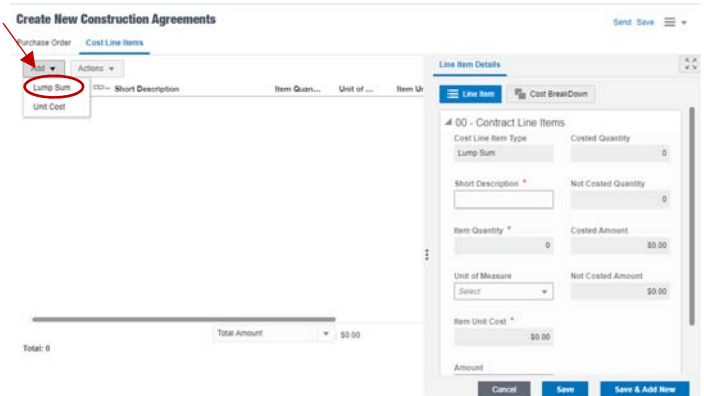 Create New Construction Agreements
Send Save
Purchase Order Cost Line Items
Add Actions
Lump Sum
Unit Cost
Short Description Item Quan... Unit of ... Item Un
Total Amount $0.00
Total: 0
Line Item Details
Line Item Cost BreakDown
00 - Contract Line Items
Cost Line Item Type Costed Quantity
Lump Sum 0
Short Description * Not Costed Quantity
0
Item Quantity * Costed Amount
0 $0.00
Unit of Measure Not Costed Amount
Select $0.00
Item Unit Cost *
$0.00
Amount
Cancel Save Save & Add New